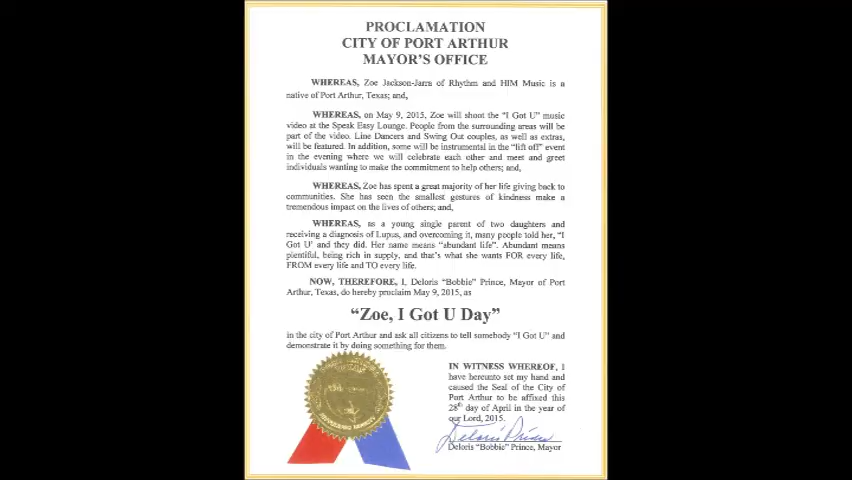 PROCLAMATION
CITY OF PORT ARTHUR
MAYOR'S OFFICE
WHEREAS, Zoe Jackson-Jarra of Rhythm and HIM Music is a
native of Port Arthur, Texas; and,
WHEREAS, on May 9, 2015, Zoe will shoot the "I Got U" music
video at the Speak Easy Lounge. People from the surrounding areas will be
part of the video. Line Dancers and Swing Out couples, as well as extras,
will be featured. In addition, some will be instrumental in the "lift off" event
in the evening where we will celebrate each other and meet and greet
individuals wanting to make the commitment to help others; and,
WHEREAS, Zoe has spent a great majority of her life giving back to
communities. She has seen the smallest gestures of kindness make a
tremendous impact on the lives of others; and,
WHEREAS, as a young single parent of two daughters and
receiving a diagnosis of Lupus, and overcoming it, many people told her, "I
Got U' and they did. Her name means "abundant life". Abundant means
plentiful, being rich in supply, and that's what she wants FOR every life,
FROM every life and TO every life.
NOW, THEREFORE, I, Deloris "Bobbie" Prince, Mayor of Port
Arthur, Texas, do hereby proclaim May 9, 2015, as
"Zoe, I Got U Day"
in the city of Port Arthur and ask all citizens to tell somebody "I Got U" and
demonstrate it by doing something for them.
IN WITNESS WHEREOF, I
have hereunto set my hand and
caused the Seal of the City of
Port Arthur to be affixed this
28th day of April in the year of
our Lord, 2015.
Deloris Prince
Deloris "Bobbie" Prince, Mayor